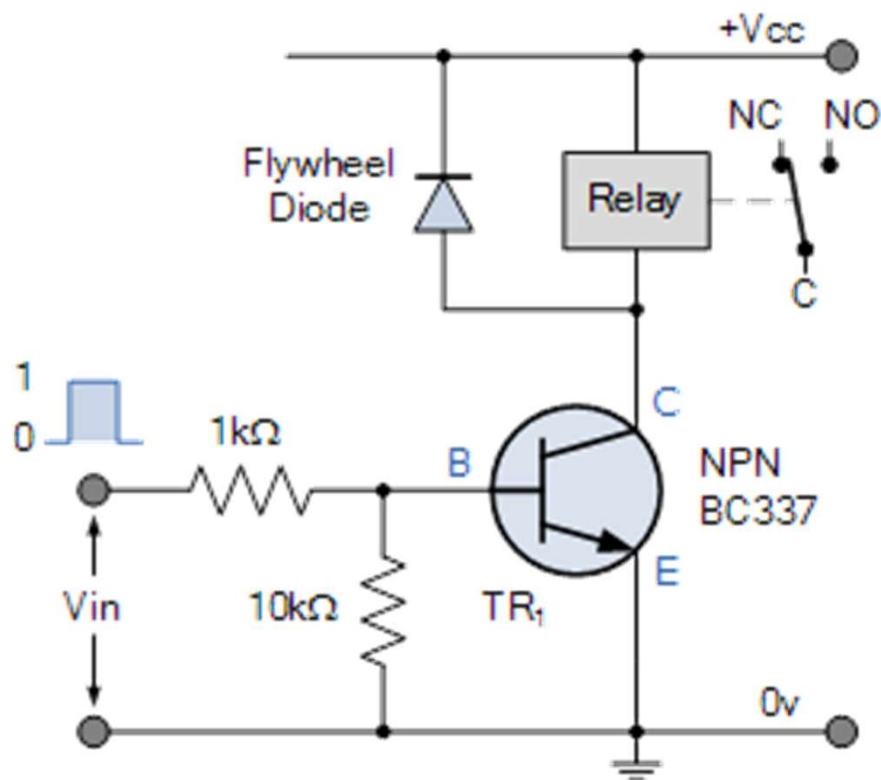 +Vcc
NC NO
Flywheel
Diode
Relay
C
1
0
1kΩ
B
C
NPN
BC337
E
Vin
10kΩ
TR₁
0v